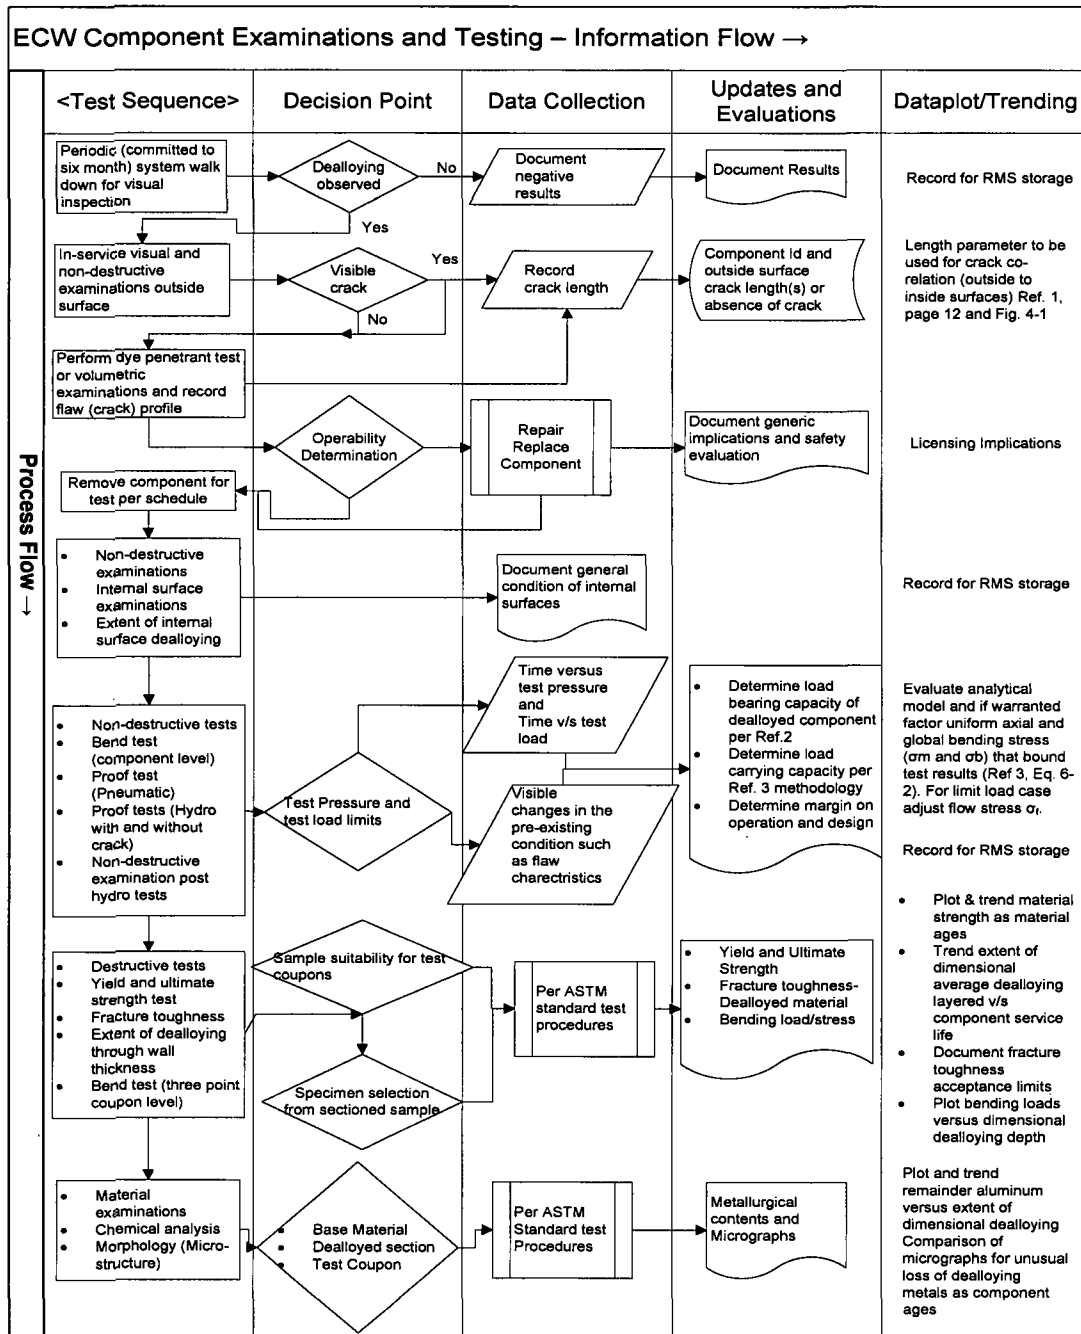 ECW Component Examinations and Testing – Information Flow →
<Test Sequence>
Decision Point
Data Collection
Updates and
Evaluations
Dataplot/Trending
Process Flow →
Periodic (committed to
six month) system walk
down for visual
inspection
Dealloying
observed
No
Yes
Document
negative
results
Document Results
Record for RMS storage
In-service visual and
non-destructive
examinations outside
surface
Visible
crack
Yes
No
Record
crack length
Component Id and
outside surface
crack length(s) or
absence of crack
Length parameter to be
used for crack co-
relation (outside to
inside surfaces) Ref. 1,
page 12 and Fig. 4-1
Perform dye penetrant test
or volumetric
examinations and record
flaw (crack) profile
Operability
Determination
Repair
Replace
Component
Document generic
implications and safety
evaluation
Licensing Implications
Remove component for
test per schedule
• Non-destructive
examinations
• Internal surface
examinations
• Extent of internal
surface dealloying
Document general
condition of internal
surfaces
Record for RMS storage
• Non-destructive tests
• Bend test
(component level)
• Proof test
(Pneumatic)
• Proof tests (Hydro
with and without
crack)
• Non-destructive
examination post
hydro tests
Test Pressure and
test load limits
Time versus
test pressure
and
Time v/s test
load
Visible
changes in the
pre-existing
condition such
as flaw
charectristics
• Determine load
bearing capacity of
dealloyed component
per Ref.2
• Determine load
carrying capacity per
Ref. 3 methodology
• Determine margin on
operation and design
Evaluate analytical
model and if warranted
factor uniform axial and
global bending stress
(σm and σb) that bound
test results (Ref 3, Eq. 6-
2). For limit load case
adjust flow stress σf.
Record for RMS storage
• Destructive tests
• Yield and ultimate
strength test
• Fracture toughness
• Extent of dealloying
through wall
thickness
• Bend test (three point
coupon level)
Sample suitability for test
coupons
Specimen selection
from sectioned sample
Per ASTM
standard test
procedures
• Yield and Ultimate
Strength
• Fracture toughness-
Dealloyed material
• Bending load/stress
• Plot & trend material
strength as material
ages
• Trend extent of
dimensional
average dealloying
layered v/s
component service
life
• Document fracture
toughness
acceptance limits
• Plot bending loads
versus dimensional
dealloying depth
• Material
examinations
• Chemical analysis
• Morphology (Micro-
structure)
• Base Material
• Dealloyed section
• Test Coupon
Per ASTM
Standard test
Procedures
Metallurgical
contents and
Micrographs
Plot and trend
remainder aluminum
versus extent of
dimensional dealloying
Comparison of
micrographs for unusual
loss of dealloying
metals as component
ages